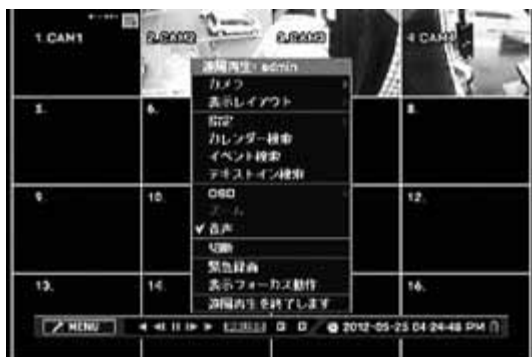 1. CAM1
2. CAM2
3. CAM3
4. CAM4
遠隔再生: admin
カメラ
表示レイアウト
指定
カレンダー検索
イベント検索
テキストイン検索
OSD
ズーム
✔ 音声
切断
緊急録画
表示フォーカス動作
遠隔再生を終了します
5.
6.
8.
9.
10.
12.
13.
14.
16.
MENU
2012-05-25 04:24:48 PM